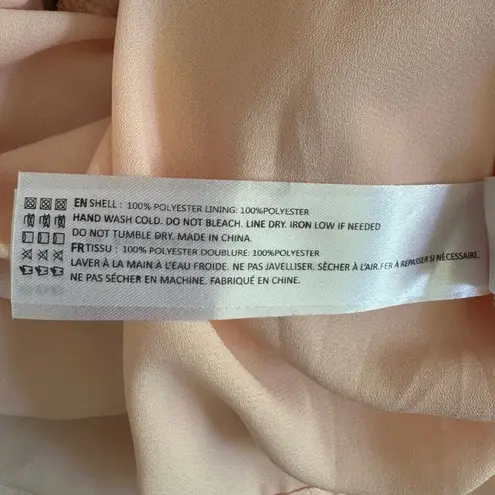 EN SHELL : 100% POLYESTER LINING: 100%POLYESTER
HAND WASH COLD. DO NOT BLEACH. LINE DRY. IRON LOW IF NEEDED
DO NOT TUMBLE DRY. MADE IN CHINA.
FR TISSU : 100% POLYESTER DOUBLURE: 100%POLYESTER
LAVER À LA MAIN À L'EAU FROIDE. NE PAS JAVELLISER. SÈCHER À L'AIR.FER À REPASSER SI NÉCESSAIRE.
NE PAS SÉCHER EN MACHINE. FABRIQUÉ EN CHINE.